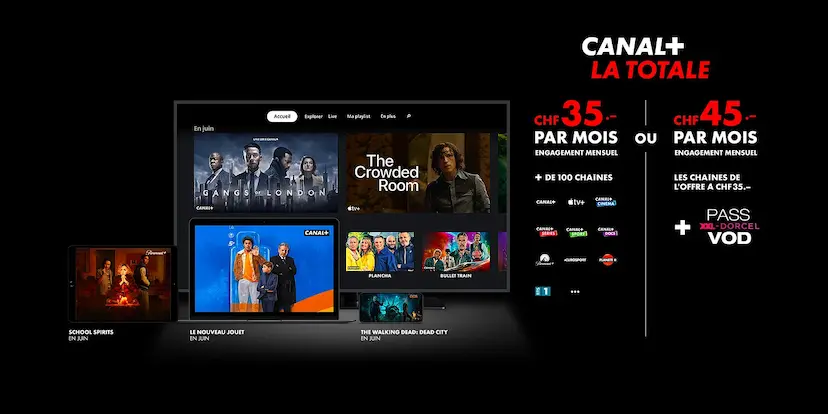 CANAL+
LA TOTALE
Accueil Explorer Live Ma playlist En plus
En juin
GANGS OF LONDON
CANAL+
The
Crowded
Room
tv+
PLANCHA
BULLET TRAIN
Paramount+
CANAL+
SCHOOL SPIRITS
EN JUIN
LE NOUVEAU JOUET
EN JUIN
THE WALKING DEAD: DEAD CITY
EN JUIN
CHF 35.–
PAR MOIS
ENGAGEMENT MENSUEL
+ DE 100 CHAINES
CANAL+ tv+ CANAL+ CINEMA
CANAL+ SERIES CANAL+ SPORT CANAL+ DOCS
Paramount+ EUROSPORT PLANETE+
1 ...
OU
CHF 45.–
PAR MOIS
ENGAGEMENT MENSUEL
LES CHAINES DE
L'OFFRE A CHF35.–
+ PASS
XXL-DORCEL
VOD